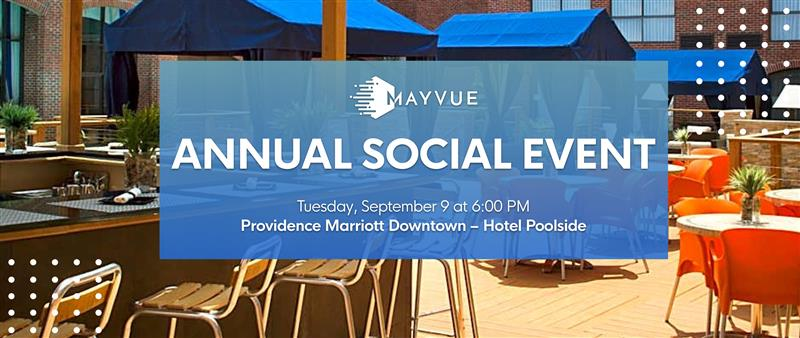 MAYVUE
ANNUAL SOCIAL EVENT
Tuesday, September 9 at 6:00 PM
Providence Marriott Downtown – Hotel Poolside